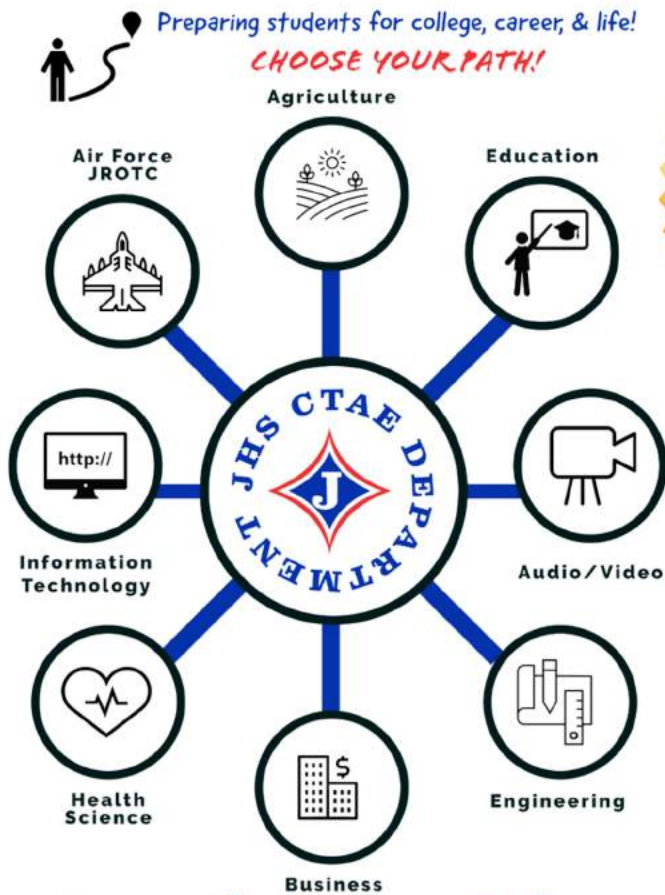 Preparing students for college, career, & life!
CHOOSE YOUR PATH!
Agriculture
Air Force
JROTC
Education
http://
JHS CTAE DEPARTMENT
J
Information
Technology
Audio/Video
$
Health
Science
Engineering
Business